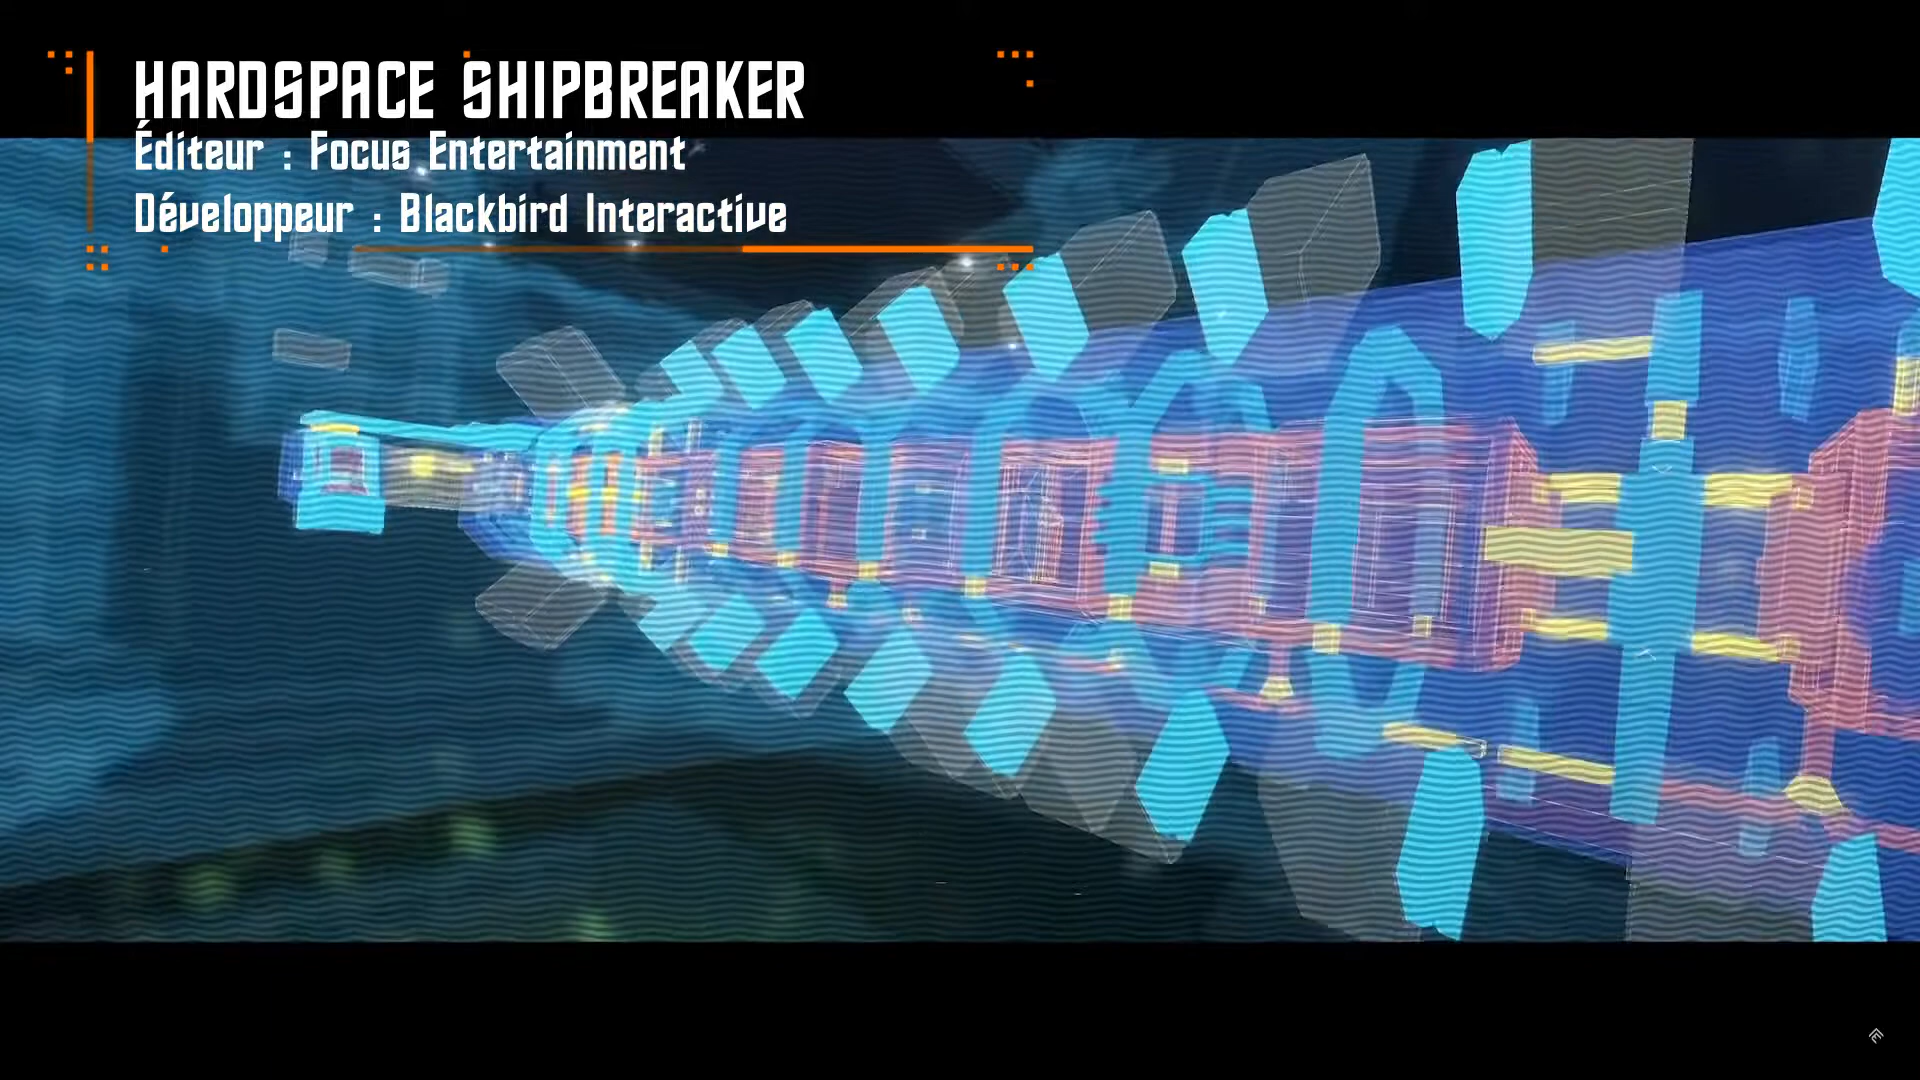 HARDSPACE SHIPBREAKER
Éditeur : Focus Entertainment
Développeur : Blackbird Interactive